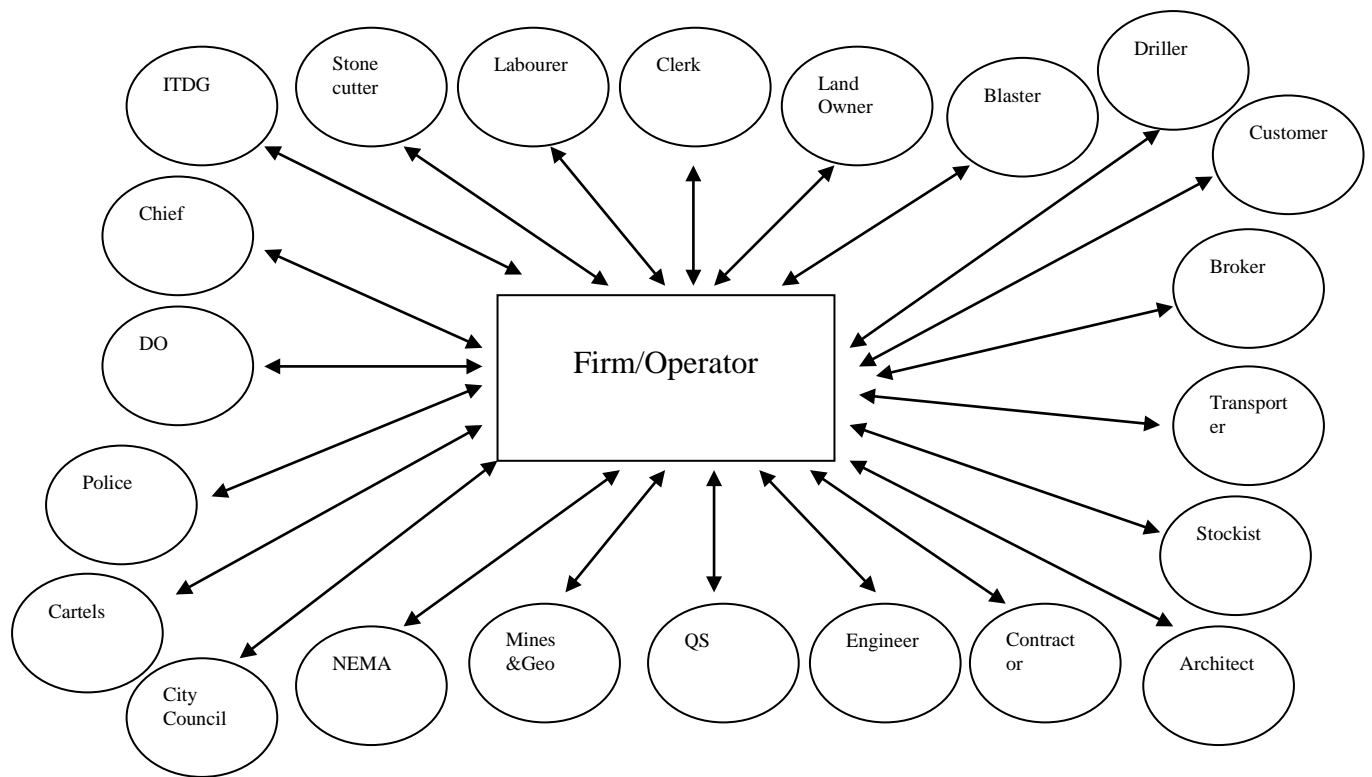 ITDG
Stone
cutter
Labourer
Clerk
Land
Owner
Blaster
Driller
Customer
Chief
Broker
DO
Firm/Operator
Transport
er
Police
Stockist
Cartels
City
Council
NEMA
Mines
&Geo
QS
Engineer
Contract
or
Architect